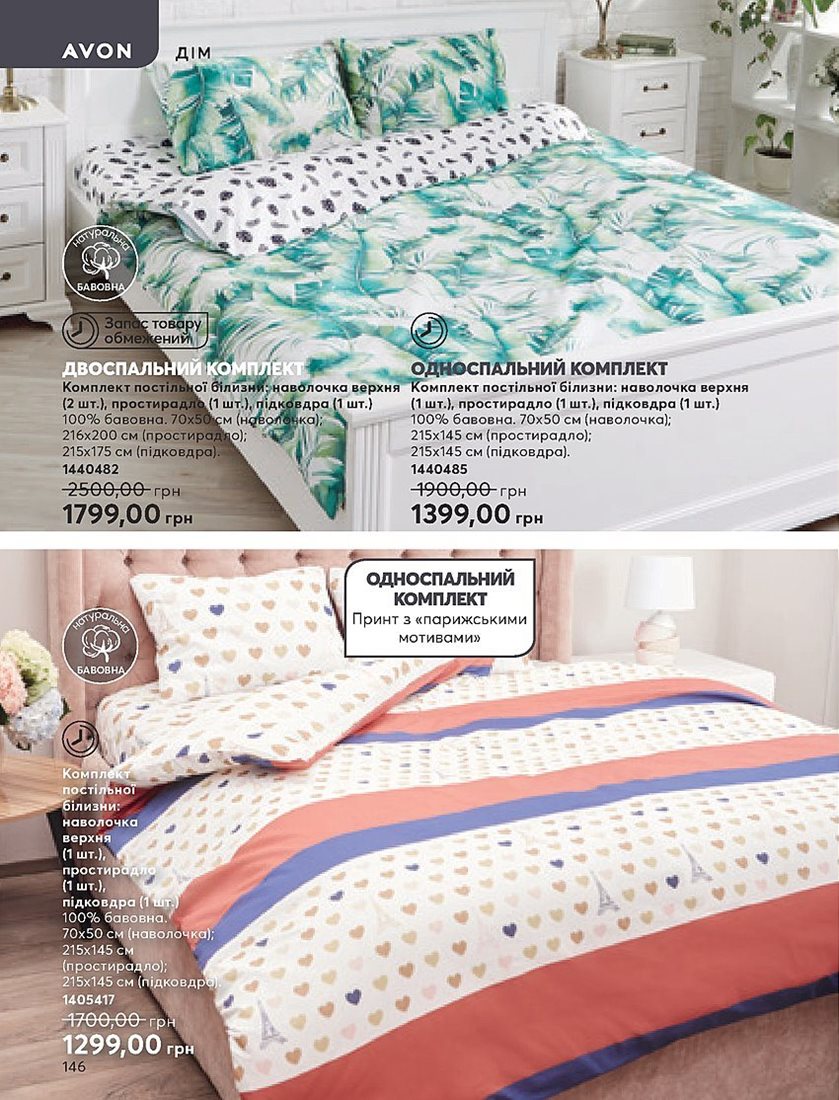 AVON
ДІМ
натуральна
БАВОВНА
Запас товару
обмежений
ДВОСПАЛЬНИЙ КОМПЛЕКТ
Комплект постільної білизни: наволочка верхня
(2 шт.), простирадло (1 шт.), підковдра (1 шт.)
100% бавовна. 70х50 см (наволочка);
216х200 см (простирадло);
215х175 см (підковдра).
1440482
2500,00 грн
1799,00 грн
ОДНОСПАЛЬНИЙ КОМПЛЕКТ
Комплект постільної білизни: наволочка верхня
(1 шт.), простирадло (1 шт.), підковдра (1 шт.)
100% бавовна. 70х50 см (наволочка);
215х145 см (простирадло);
215х145 см (підковдра).
1440485
1900,00 грн
1399,00 грн
ОДНОСПАЛЬНИЙ
КОМПЛЕКТ
Принт з «парижськими
мотивами»
натуральна
БАВОВНА
Комплект
постільної
білизни:
наволочка
верхня
(1 шт.),
простирадло
(1 шт.),
підковдра (1 шт.)
100% бавовна.
70х50 см (наволочка);
215х145 см
(простирадло);
215х145 см (підковдра).
1405417
1700,00 грн
1299,00 грн
146